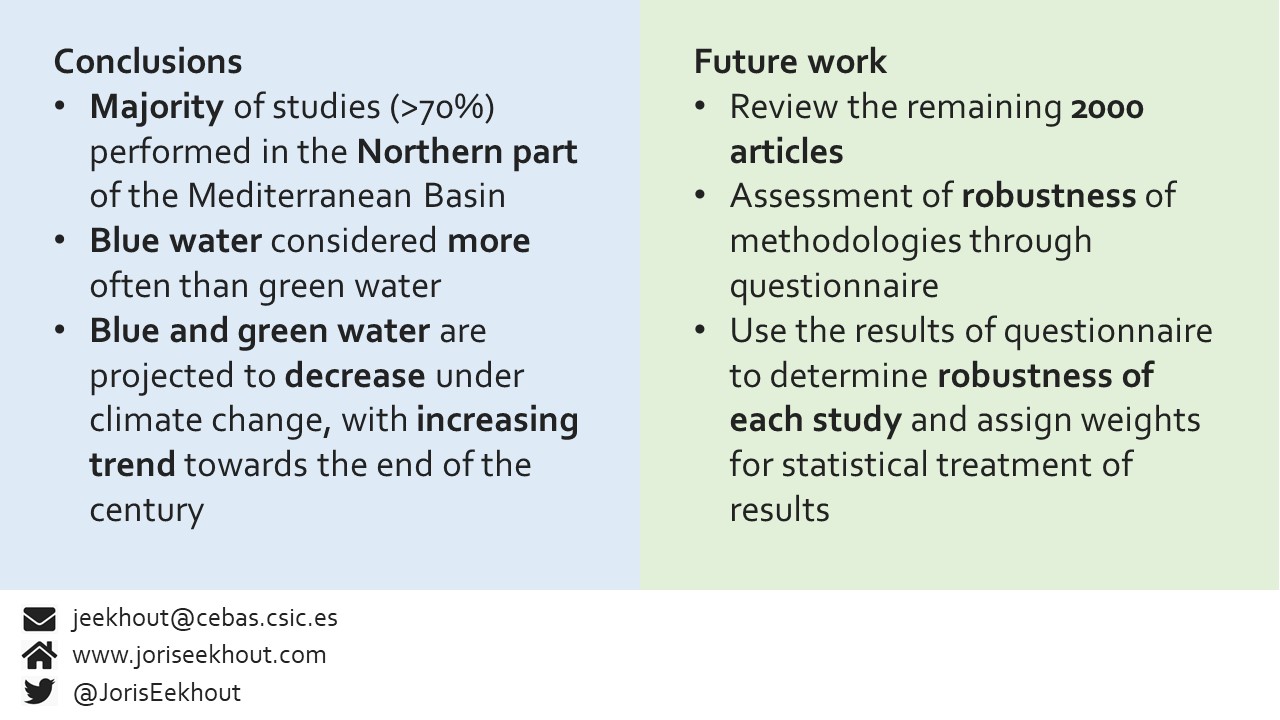 Conclusions
• Majority of studies (>70%)
performed in the Northern part
of the Mediterranean Basin
• Blue water considered more
often than green water
• Blue and green water are
projected to decrease under
climate change, with increasing
trend towards the end of the
century
Future work
• Review the remaining 2000
articles
• Assessment of robustness of
methodologies through
questionnaire
• Use the results of questionnaire
to determine robustness of
each study and assign weights
for statistical treatment of
results
jeekhout@cebas.csic.es
www.joriseekhout.com
@JorisEekhout